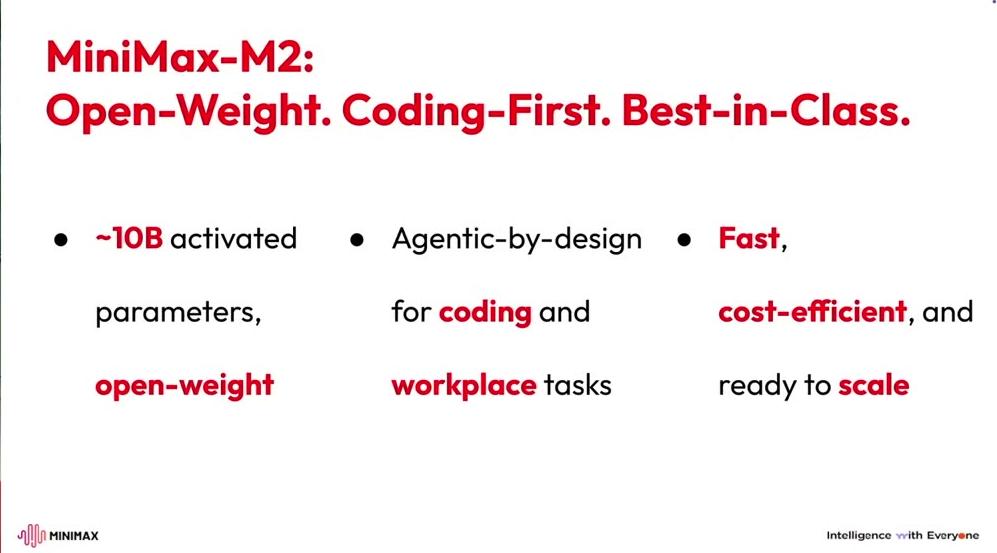 MiniMax-M2:
Open-Weight. Coding-First. Best-in-Class.
● ~10B activated
parameters,
open-weight
● Agentic-by-design
for coding and
workplace tasks
● Fast,
cost-efficient, and
ready to scale
MINIMAX
Intelligence with Everyone